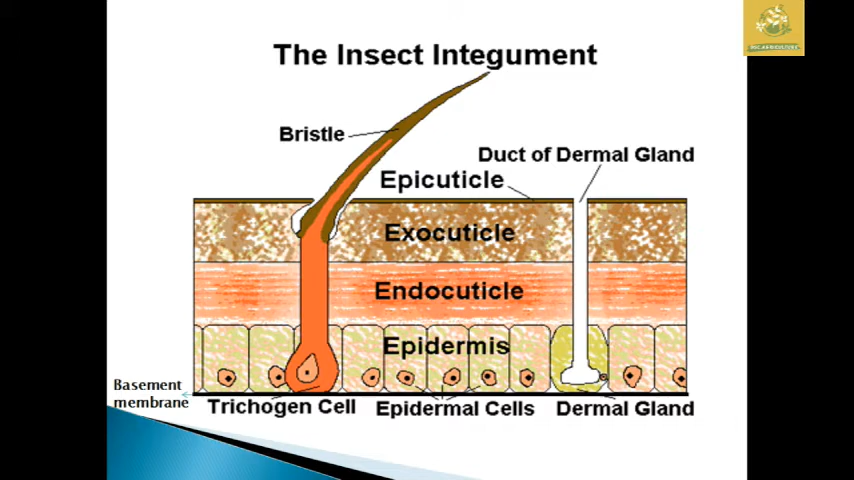 The Insect Integument
Bristle
Duct of Dermal Gland
Epicuticle
Exocuticle
Endocuticle
Epidermis
Basement
membrane
Trichogen Cell
Epidermal Cells
Dermal Gland